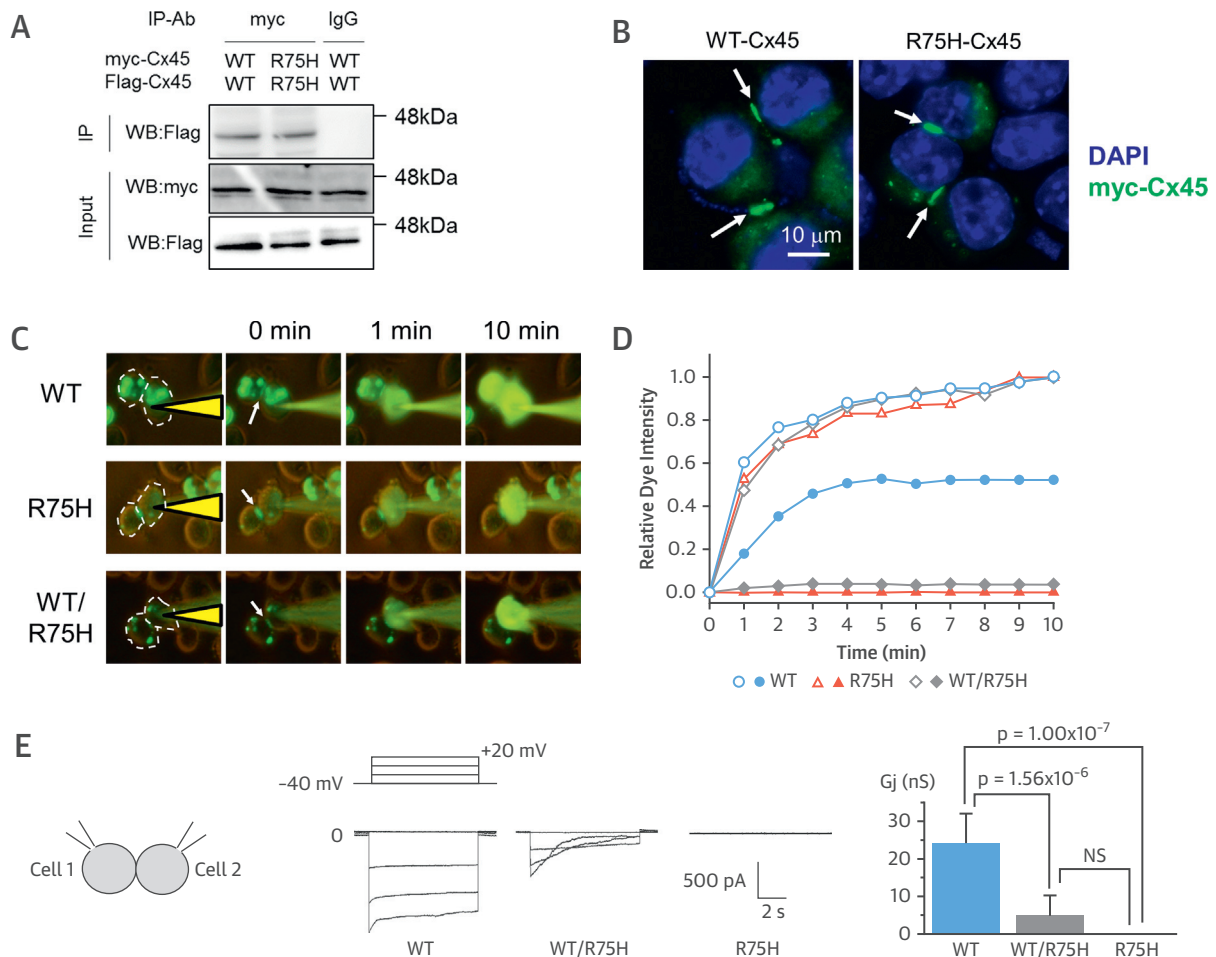 A
IP-Ab myc IgG
myc-Cx45 WT R75H WT
Flag-Cx45 WT R75H WT
IP WB:Flag 48kDa
Input WB:myc 48kDa
WB:Flag 48kDa
B
WT-Cx45 R75H-Cx45
10 μm
DAPI
myc-Cx45
C
0 min 1 min 10 min
WT
R75H
WT/
R75H
D
Relative Dye Intensity
1.0
0.8
0.6
0.4
0.2
0.0
0 1 2 3 4 5 6 7 8 9 10
Time (min)
WT R75H WT/R75H
E
Cell 1 Cell 2
+20 mV
−40 mV
0
500 pA
2 s
WT WT/R75H R75H
p = 1.00x10⁻⁷
Gj (nS) p = 1.56x10⁻⁶
NS
30
20
10
0
WT WT/R75H R75H